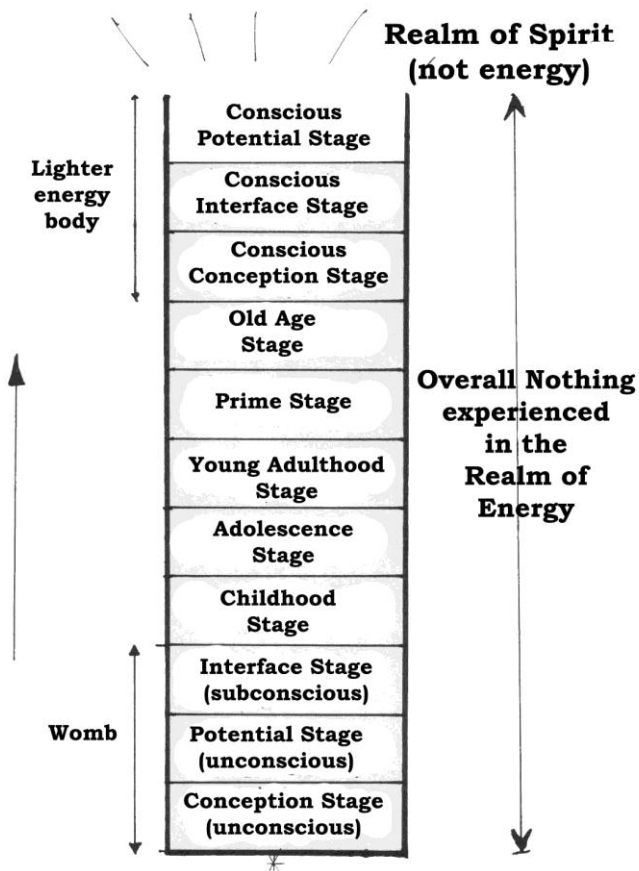 Realm of Spirit
(not energy)
Conscious
Potential Stage
Lighter
energy
body
Conscious
Interface Stage
Conscious
Conception Stage
Old Age
Stage
Prime Stage
Overall Nothing
experienced
in the
Realm of
Energy
Young Adulthood
Stage
Adolescence
Stage
Childhood
Stage
Interface Stage
(subconscious)
Womb
Potential Stage
(unconscious)
Conception Stage
(unconscious)